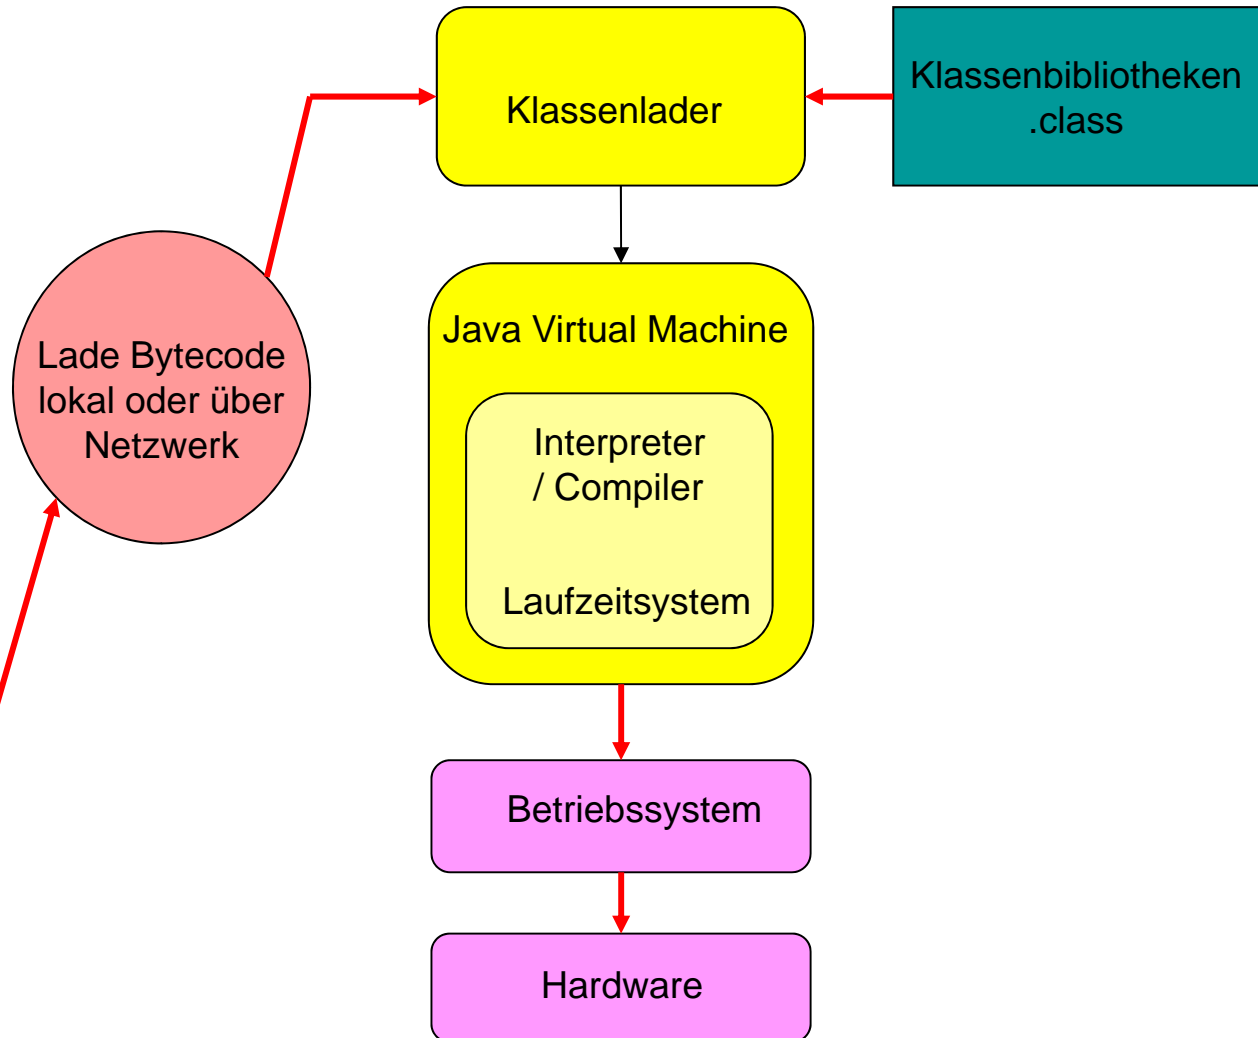 Klassenlader
Klassenbibliotheken
.class
Lade Bytecode
lokal oder über
Netzwerk
Java Virtual Machine
Interpreter
/ Compiler
Laufzeitsystem
Betriebssystem
Hardware